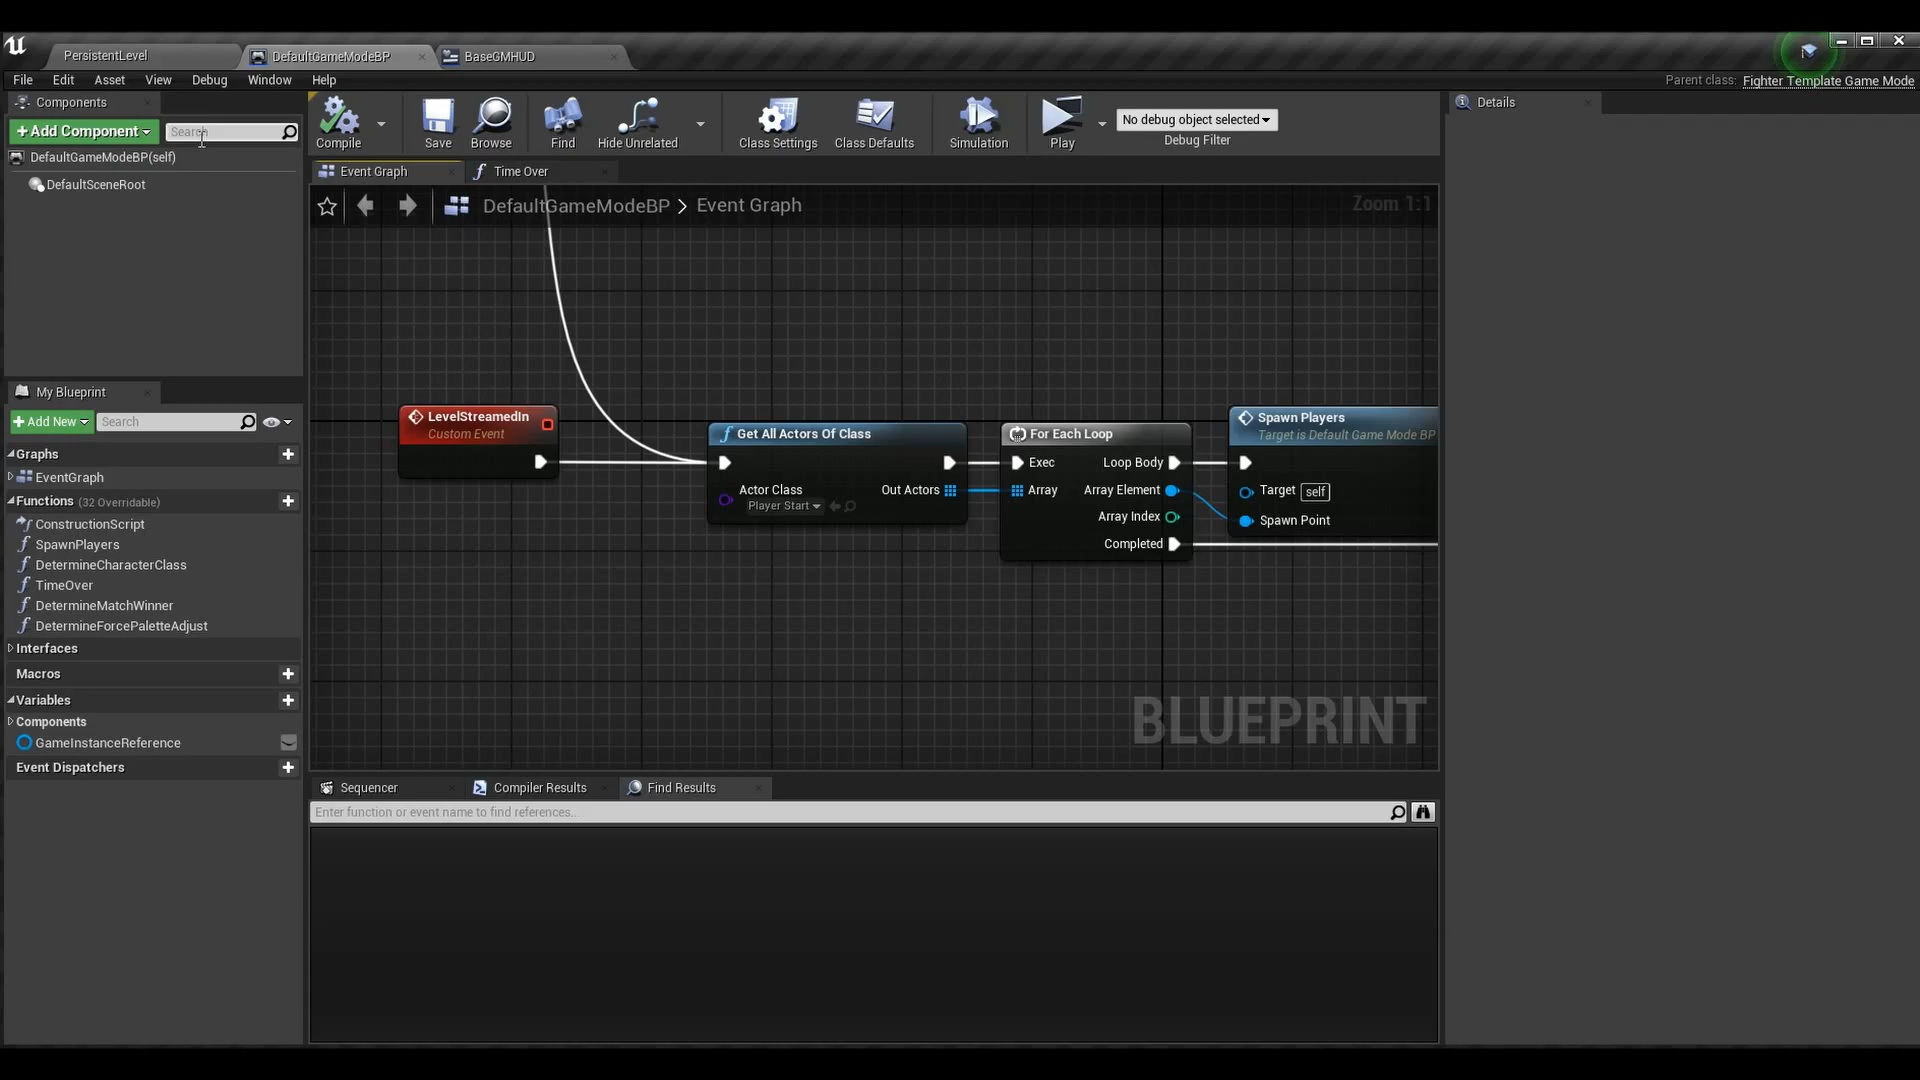 PersistentLevel
DefaultGameModeBP
BaseGMHUD
File Edit Asset View Debug Window Help
Parent class: Fighter Template Game Mode
Components
+Add Component
Search
DefaultGameModeBP(self)
DefaultSceneRoot
My Blueprint
+Add New
Search
Graphs
EventGraph
Functions (32 Overridable)
ConstructionScript
SpawnPlayers
DetermineCharacterClass
TimeOver
DetermineMatchWinner
DetermineForcePaletteAdjust
Interfaces
Macros
Variables
Components
GameInstanceReference
Event Dispatchers
Compile
Save
Browse
Find
Hide Unrelated
Class Settings
Class Defaults
Simulation
Play
No debug object selected
Debug Filter
Event Graph
Time Over
DefaultGameModeBP > Event Graph
Zoom 1:1
LevelStreamedIn
Custom Event
Get All Actors Of Class
Actor Class
Player Start
Out Actors
For Each Loop
Exec
Loop Body
Array
Array Element
Array Index
Completed
Spawn Players
Target is Default Game Mode BP
Target self
Spawn Point
BLUEPRINT
Sequencer
Compiler Results
Find Results
Enter function or event name to find references...
Details